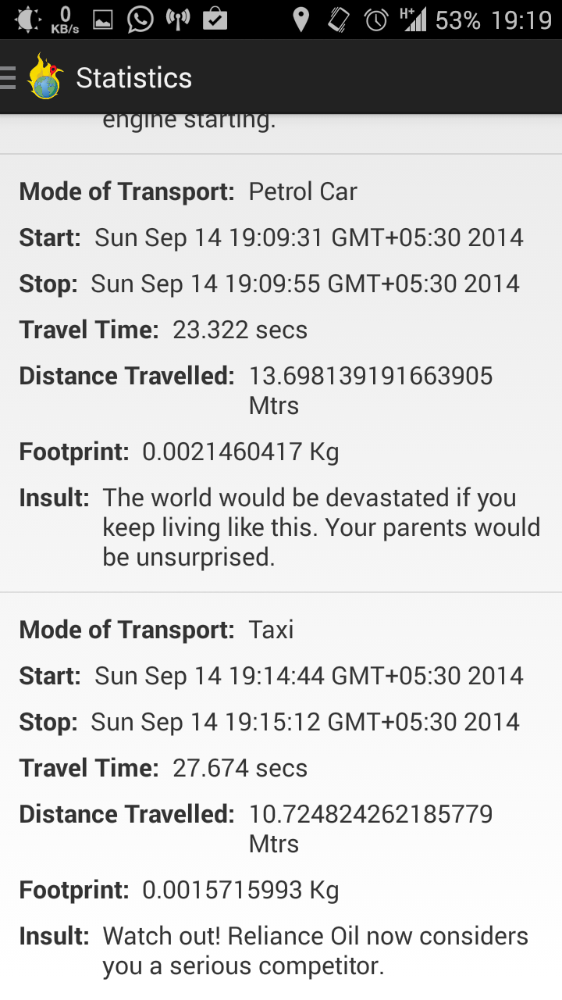 0
KB/s
H+
53% 19:19
Statistics
engine starting.
Mode of Transport: Petrol Car
Start: Sun Sep 14 19:09:31 GMT+05:30 2014
Stop: Sun Sep 14 19:09:55 GMT+05:30 2014
Travel Time: 23.322 secs
Distance Travelled: 13.698139191663905
Mtrs
Footprint: 0.0021460417 Kg
Insult: The world would be devastated if you
keep living like this. Your parents would
be unsurprised.
Mode of Transport: Taxi
Start: Sun Sep 14 19:14:44 GMT+05:30 2014
Stop: Sun Sep 14 19:15:12 GMT+05:30 2014
Travel Time: 27.674 secs
Distance Travelled: 10.724824262185779
Mtrs
Footprint: 0.0015715993 Kg
Insult: Watch out! Reliance Oil now considers
you a serious competitor.